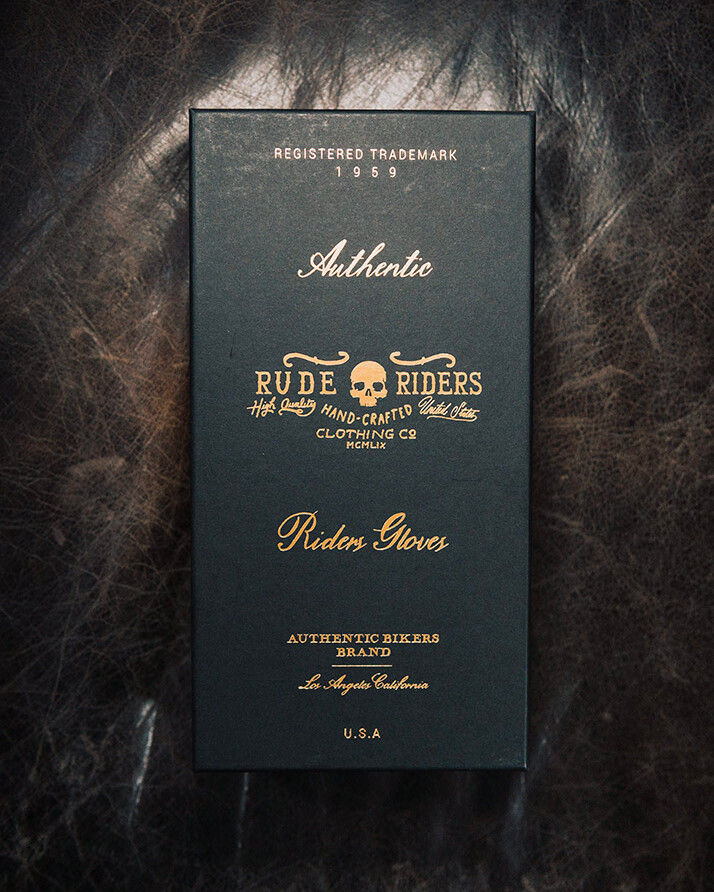 REGISTERED TRADEMARK
1959
Authentic
RUDE RIDERS
High Quality HAND-CRAFTED United States
CLOTHING CO
MCMLIX
Riders Gloves
AUTHENTIC BIKERS
BRAND
Los Angeles California
U.S.A